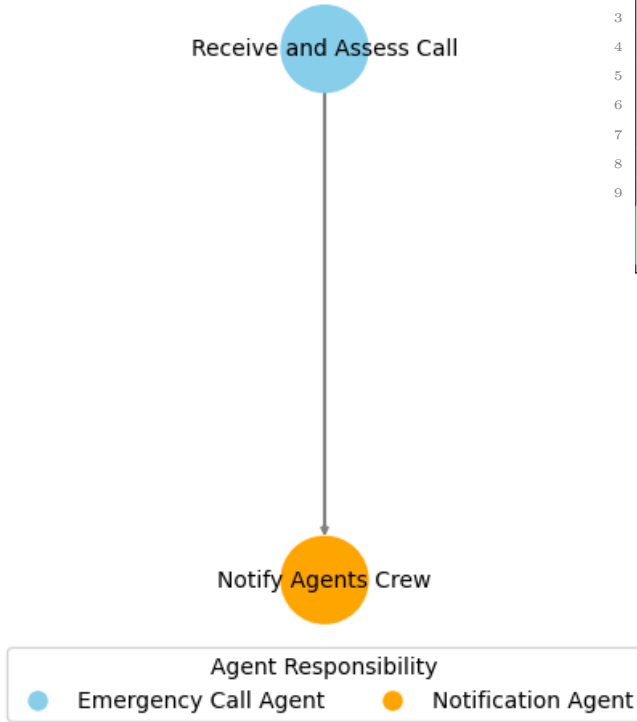 3
Receive and Assess Call
4
5
6
7
8
9
Notify Agents Crew
Agent Responsibility
Emergency Call Agent
Notification Agent